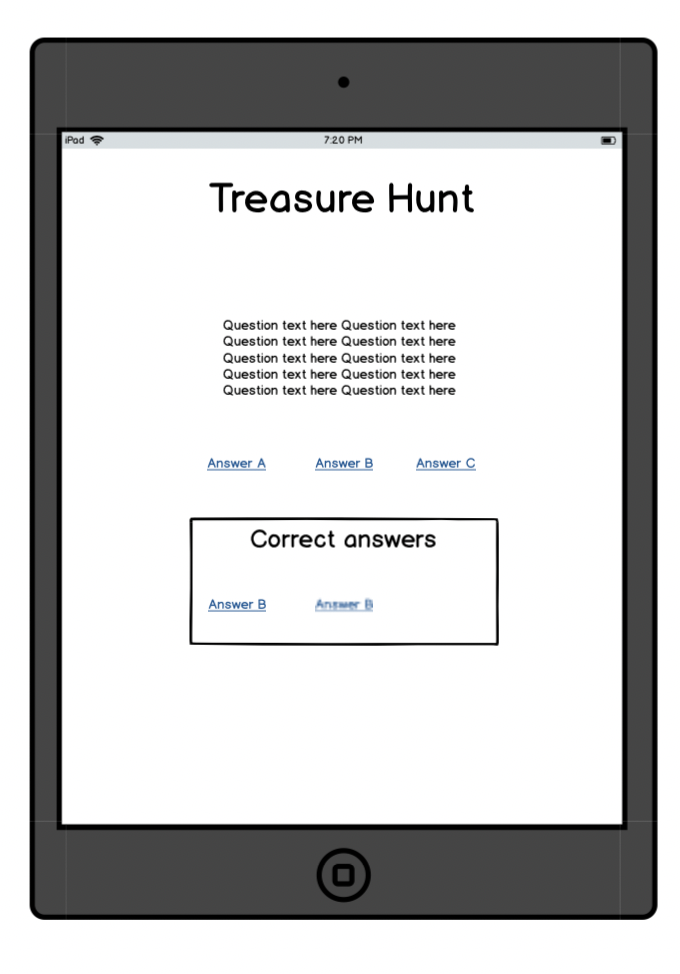 iPad 7:20 PM
Treasure Hunt
Question text here Question text here
Question text here Question text here
Question text here Question text here
Question text here Question text here
Question text here Question text here
Answer A Answer B Answer C
Correct answers
Answer B Answer B